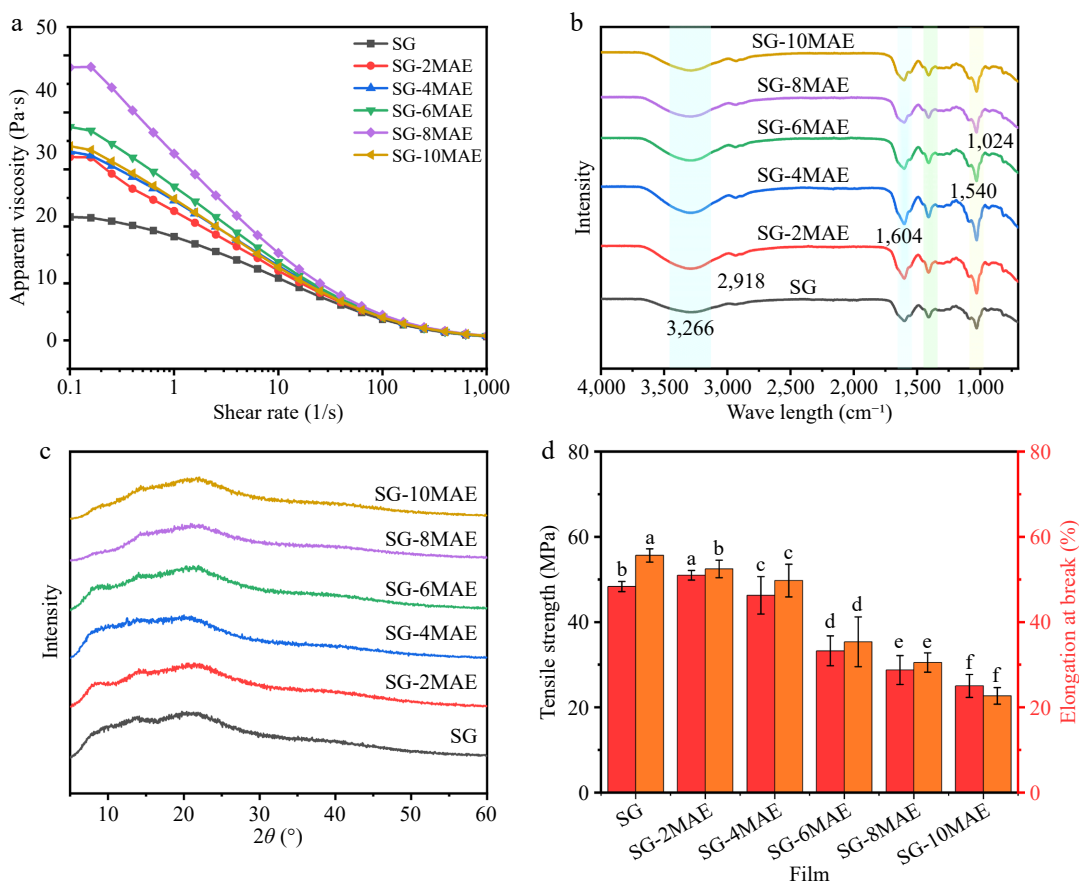 a
50
40
30
20
10
0
Apparent viscosity (Pa·s)
0.1
1
10
100
1,000
Shear rate (1/s)
SG
SG-2MAE
SG-4MAE
SG-6MAE
SG-8MAE
SG-10MAE
b
Intensity
SG-10MAE
SG-8MAE
SG-6MAE
1,024
SG-4MAE
1,540
SG-2MAE
1,604
2,918
SG
3,266
4,000
3,500
3,000
2,500
2,000
1,500
1,000
Wave length (cm⁻¹)
c
Intensity
SG-10MAE
SG-8MAE
SG-6MAE
SG-4MAE
SG-2MAE
SG
10
20
30
40
50
60
2θ (°)
d
80
60
40
20
0
Tensile strength (MPa)
b
a
a
b
c
c
d
d
e
e
f
f
80
60
40
20
0
Elongation at break (%)
SG
SG-2MAE
SG-4MAE
SG-6MAE
SG-8MAE
SG-10MAE
Film